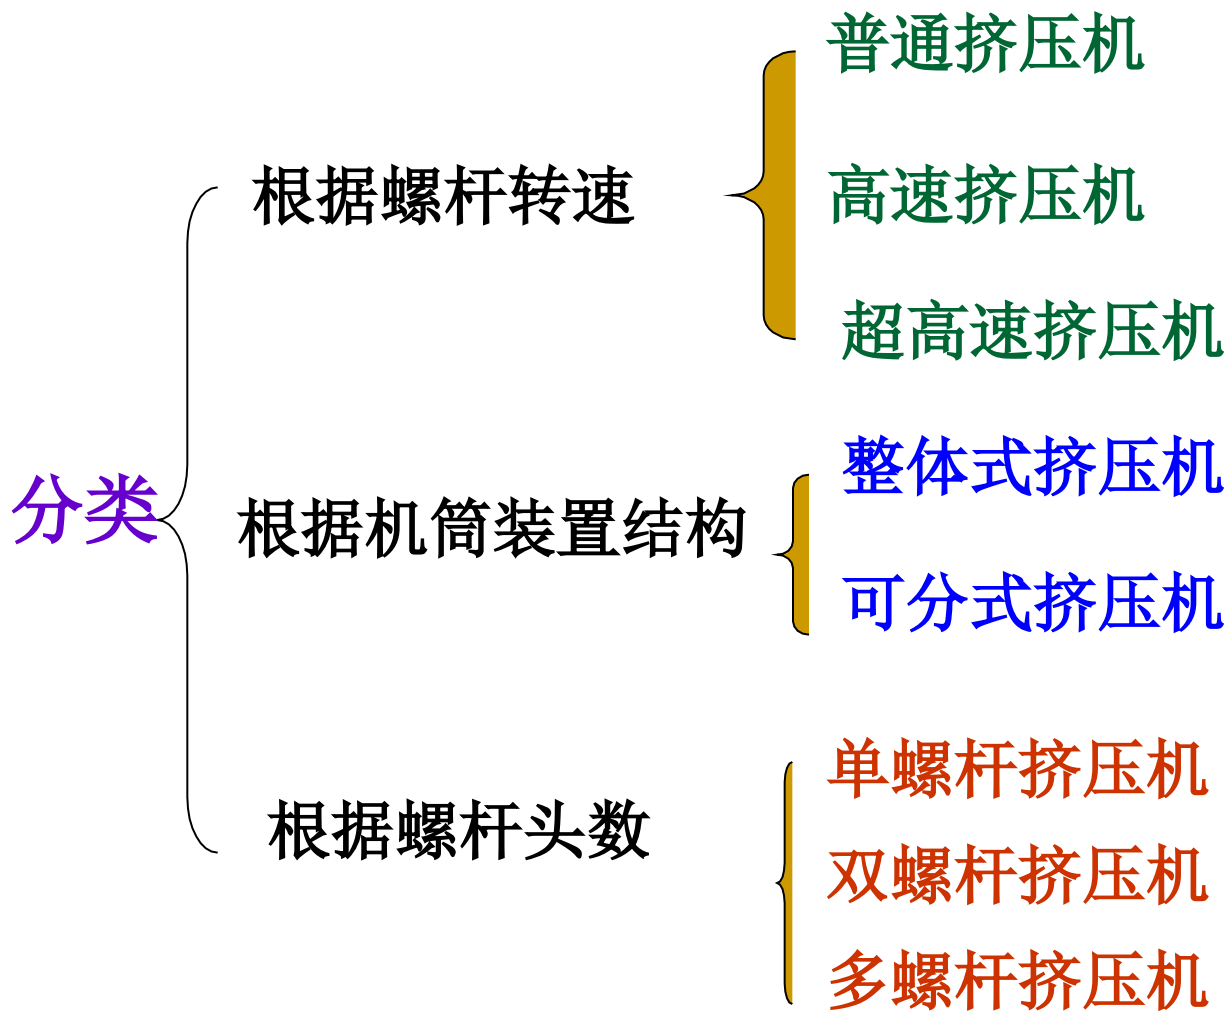 分类
根据螺杆转速
普通挤压机
高速挤压机
超高速挤压机
根据机筒装置结构
整体式挤压机
可分式挤压机
根据螺杆头数
单螺杆挤压机
双螺杆挤压机
多螺杆挤压机